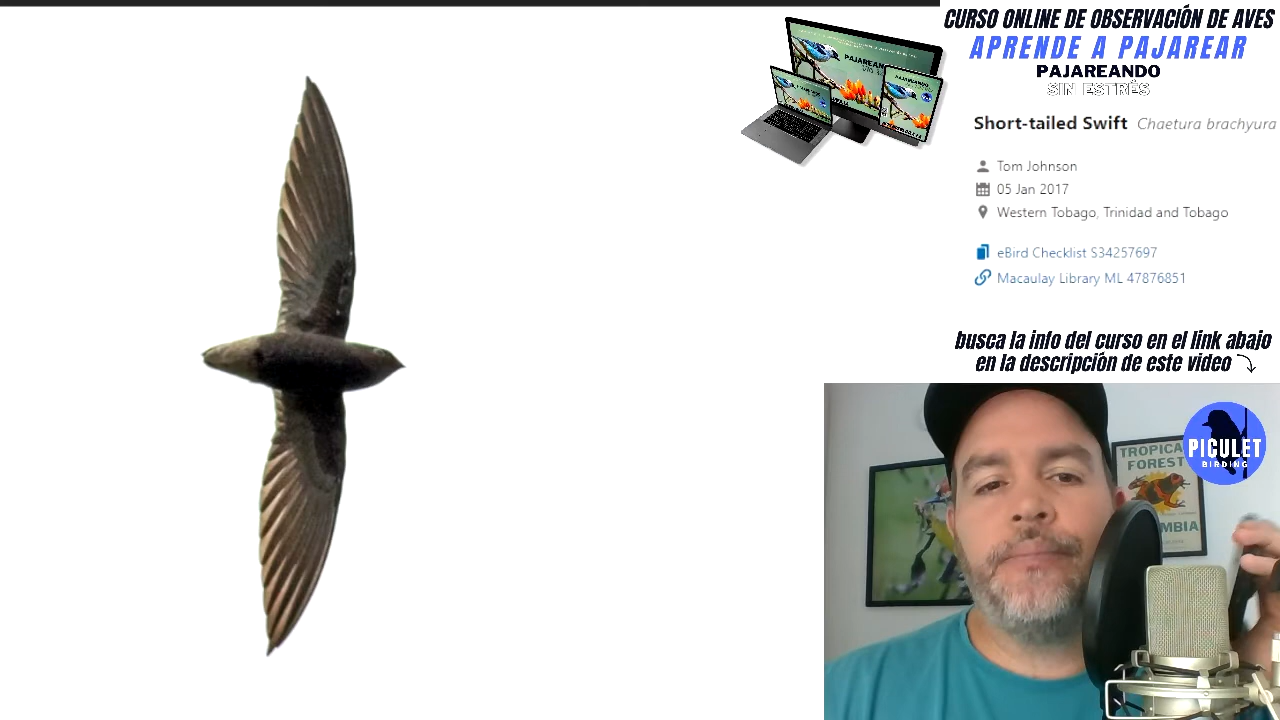 CURSO ONLINE DE OBSERVACIÓN DE AVES
APRENDE A PAJAREAR
PAJAREANDO
SIN ESTRÉS
Short-tailed Swift Chaetura brachyura
Tom Johnson
05 Jan 2017
Western Tobago, Trinidad and Tobago
eBird Checklist S34257697
Macaulay Library ML 47876851
busca la info del curso en el link abajo
en la descripción de este video
PICULET
BIRDING
TROPICA
FOREST
MBIA